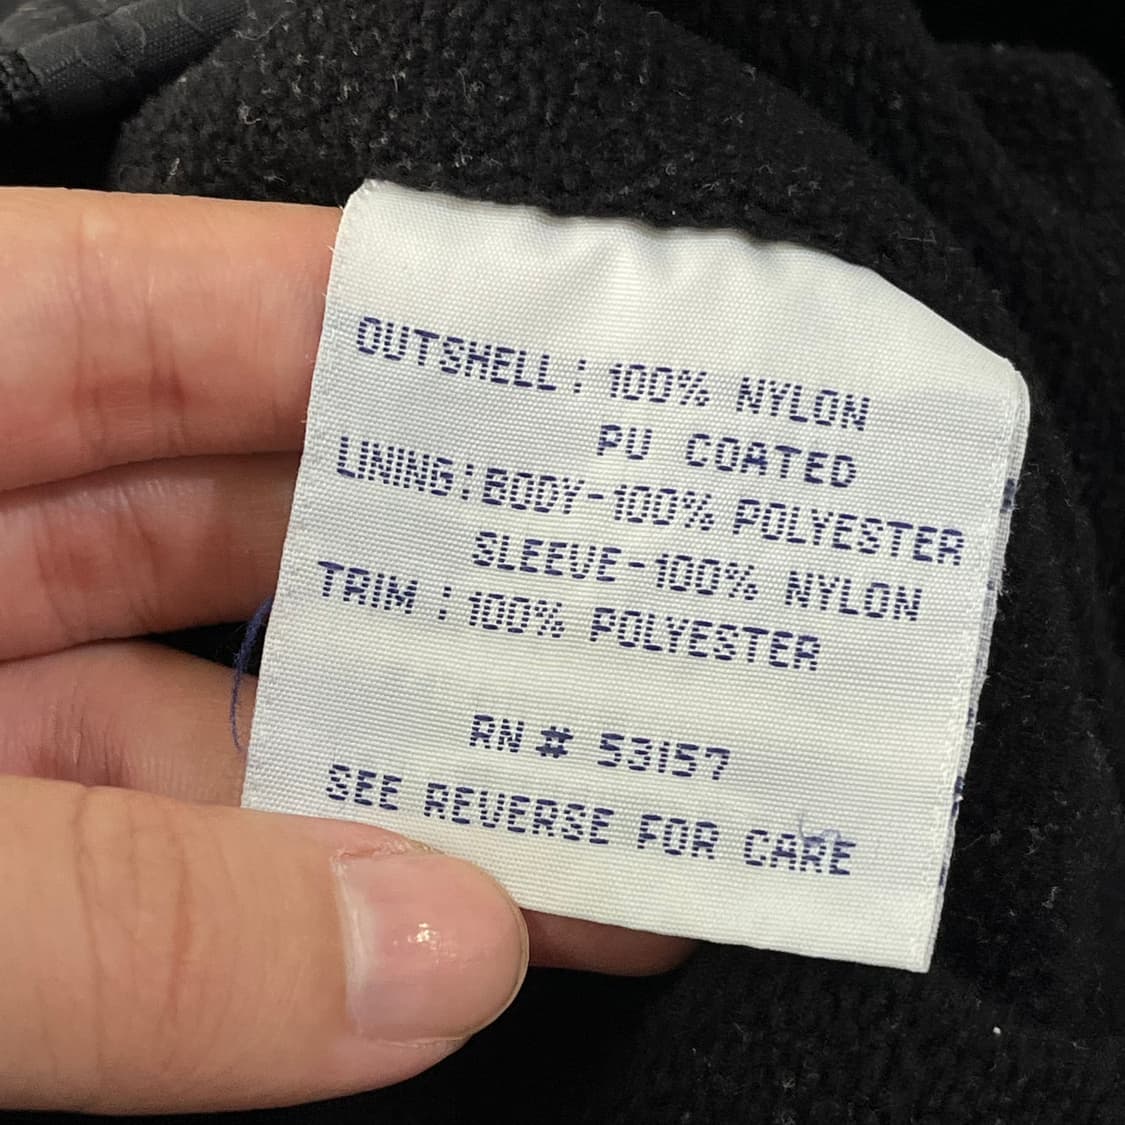 OUTSHELL: 100% NYLON
PU COATED
LINING: BODY-100% POLYESTER
SLEEVE-100% NYLON
TRIM : 100% POLYESTER
RN # 53157
SEE REVERSE FOR CARE